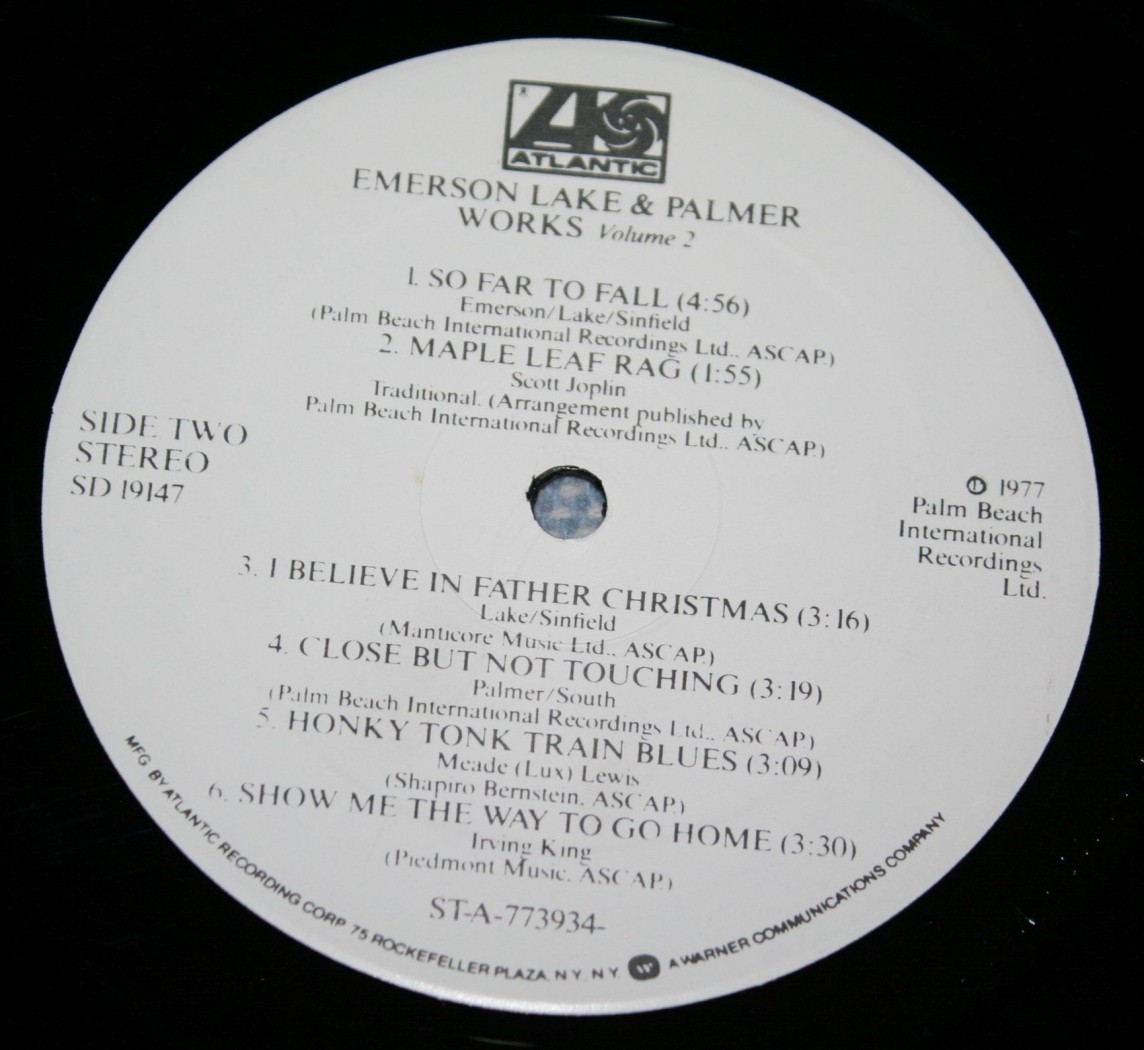 ATLANTIC
EMERSON LAKE & PALMER
WORKS Volume 2
1. SO FAR TO FALL (4:56)
Emerson/Lake/Sinfield
(Palm Beach International Recordings Ltd., ASCAP.)
2. MAPLE LEAF RAG (1:55)
Scott Joplin
Traditional. (Arrangement published by
Palm Beach International Recordings Ltd., ASCAP.)
SIDE TWO
STEREO
SD 19147
℗ 1977
Palm Beach
International
Recordings
Ltd.
3. I BELIEVE IN FATHER CHRISTMAS (3:16)
Lake/Sinfield
(Manticore Music Ltd., ASCAP.)
4. CLOSE BUT NOT TOUCHING (3:19)
Palmer/South
(Palm Beach International Recordings Ltd., ASCAP.)
5. HONKY TONK TRAIN BLUES (3:09)
Meade (Lux) Lewis
(Shapiro Bernstein, ASCAP.)
6. SHOW ME THE WAY TO GO HOME (3:30)
Irving King
(Piedmont Music, ASCAP.)
ST-A-773934-
MFG BY ATLANTIC RECORDING CORP. 75 ROCKEFELLER PLAZA, N.Y., N.Y. A WARNER COMMUNICATIONS COMPANY